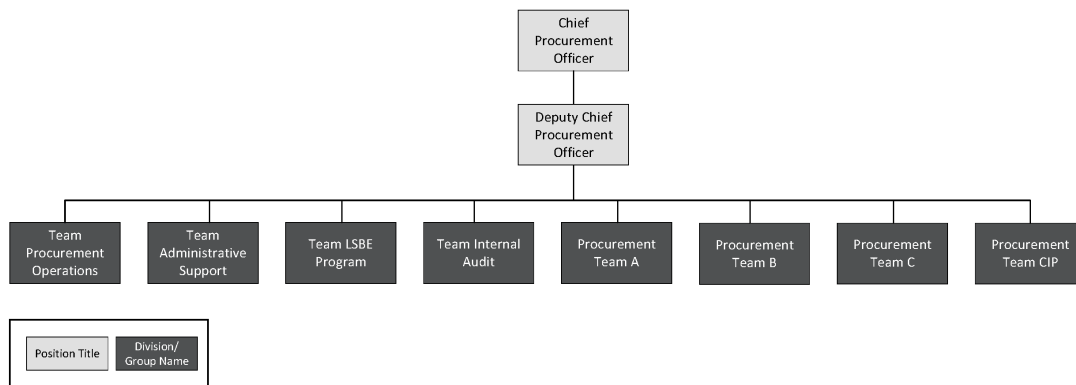 Chief
Procurement
Officer
Deputy Chief
Procurement
Officer
Team
Procurement
Operations
Team
Administrative
Support
Team LSBE
Program
Team Internal
Audit
Procurement
Team A
Procurement
Team B
Procurement
Team C
Procurement
Team CIP
Position Title
Division/
Group Name